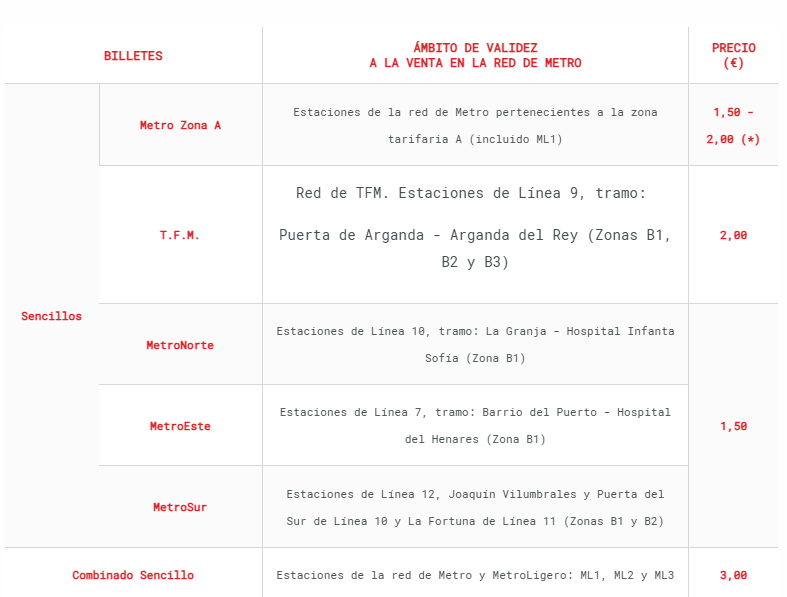 BILLETES
ÁMBITO DE VALIDEZ
A LA VENTA EN LA RED DE METRO
PRECIO
(€)
Sencillos
Metro Zona A
Estaciones de la red de Metro pertenecientes a la zona
tarifaria A (incluido ML1)
1,50 -
2,00 (*)
T.F.M.
Red de TFM. Estaciones de Línea 9, tramo:
Puerta de Arganda - Arganda del Rey (Zonas B1,
B2 y B3)
2,00
MetroNorte
Estaciones de Línea 10, tramo: La Granja - Hospital Infanta
Sofía (Zona B1)
MetroEste
Estaciones de Línea 7, tramo: Barrio del Puerto - Hospital
del Henares (Zona B1)
1,50
MetroSur
Estaciones de Línea 12, Joaquín Vilumbrales y Puerta del
Sur de Línea 10 y La Fortuna de Línea 11 (Zonas B1 y B2)
Combinado Sencillo
Estaciones de la red de Metro y MetroLigero: ML1, ML2 y ML3
3,00